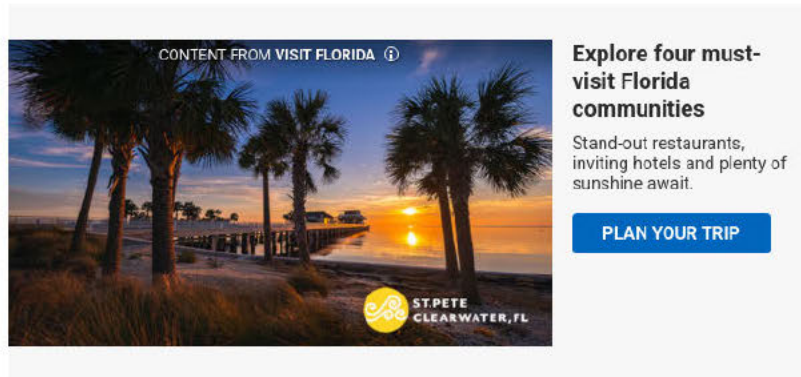 CONTENT FROM VISIT FLORIDA ⓘ
Explore four must-
visit Florida
communities
Stand-out restaurants,
inviting hotels and plenty of
sunshine await.
PLAN YOUR TRIP
ST.PETE
CLEARWATER,FL